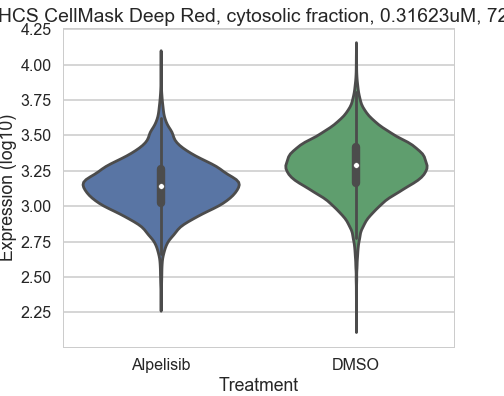 HCS CellMask Deep Red, cytosolic fraction, 0.31623uM, 72
4.25
4.00
3.75
3.50
3.25
3.00
2.75
2.50
2.25
Expression (log10)
Alpelisib DMSO
Treatment